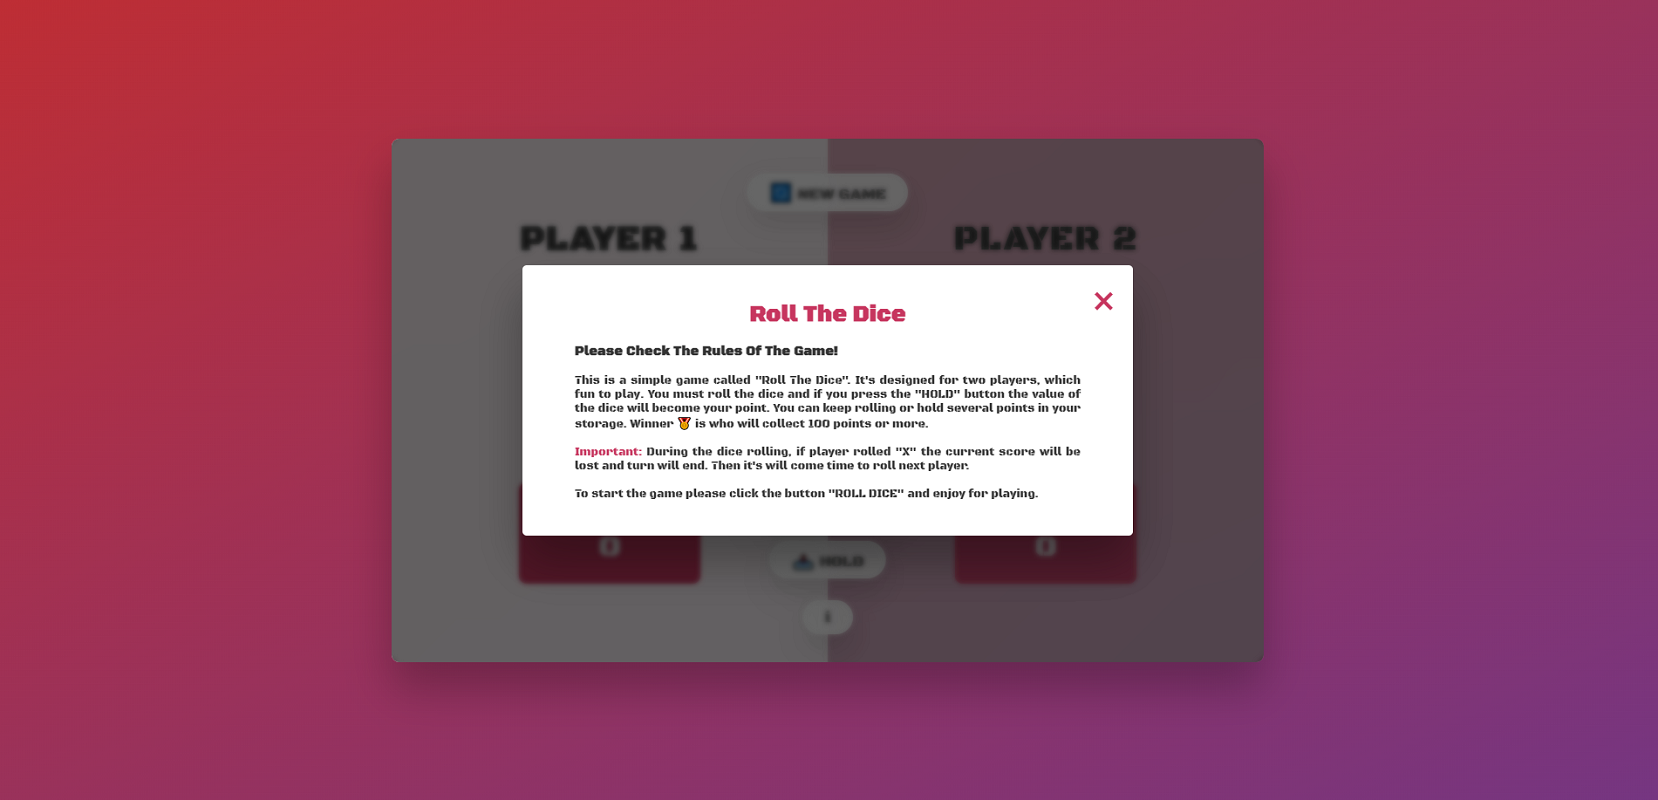 NEW GAME
PLAYER 1
PLAYER 2
Roll The Dice
Please Check The Rules Of The Game!
This is a simple game called "Roll The Dice". It's designed for two players, which
fun to play. You must roll the dice and if you press the "HOLD" button the value of
the dice will become your point. You can keep rolling or hold several points in your
storage. Winner 🏅 is who will collect 100 points or more.
Important: During the dice rolling, if player rolled "X" the current score will be
lost and turn will end. Then it's will come time to roll next player.
To start the game please click the button "ROLL DICE" and enjoy for playing.
0
0
HOLD